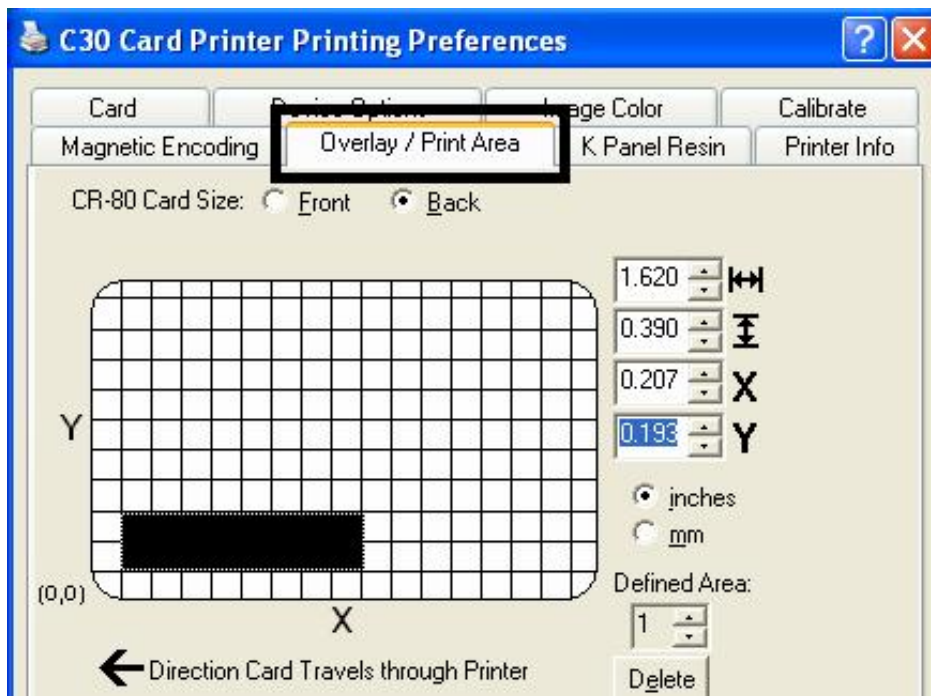 C30 Card Printer Printing Preferences
Card Device Options Image Color Calibrate
Magnetic Encoding Overlay / Print Area K Panel Resin Printer Info
CR-80 Card Size: Front Back
1.620
0.390
0.207 X
Y 0.193 Y
inches
mm
(0,0) Defined Area:
X 1
Direction Card Travels through Printer Delete